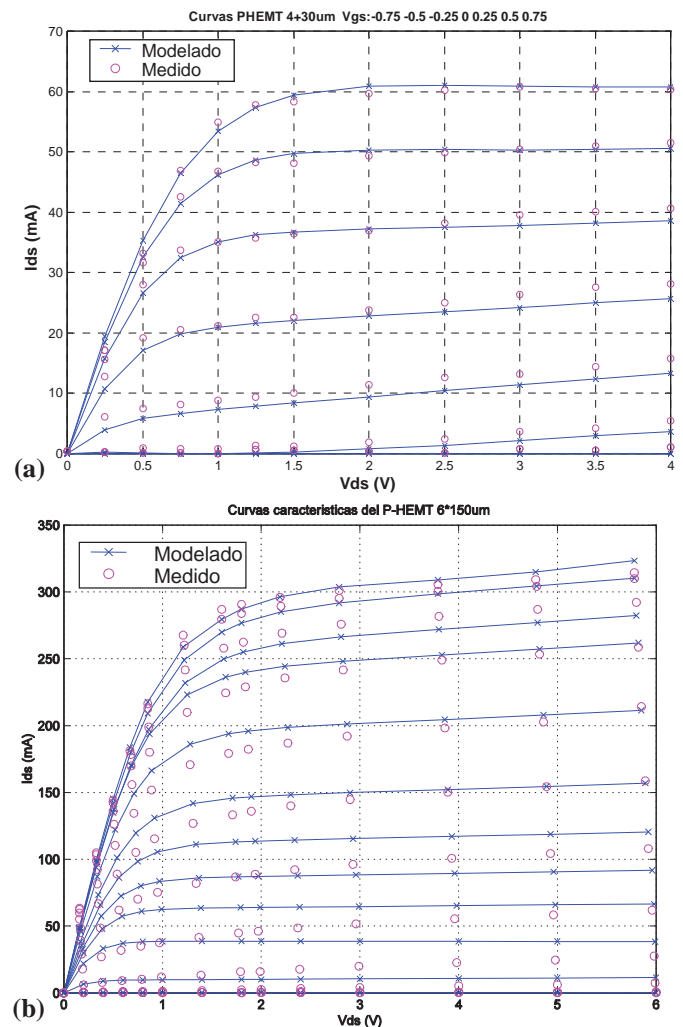 Curvas PHEMT 4+30um Vgs:-0.75 -0.5 -0.25 0 0.25 0.5 0.75
70
60
50
40
30
20
10
0
Modelado
Medido
Ids (mA)
0 0.5 1 1.5 2 2.5 3 3.5 4
Vds (V)
(a)
Curvas caracteristicas del P-HEMT 6*150um
350
300
250
200
150
100
50
0
Modelado
Medido
Ids (mA)
0 1 2 3 4 5 6
Vds (V)
(b)